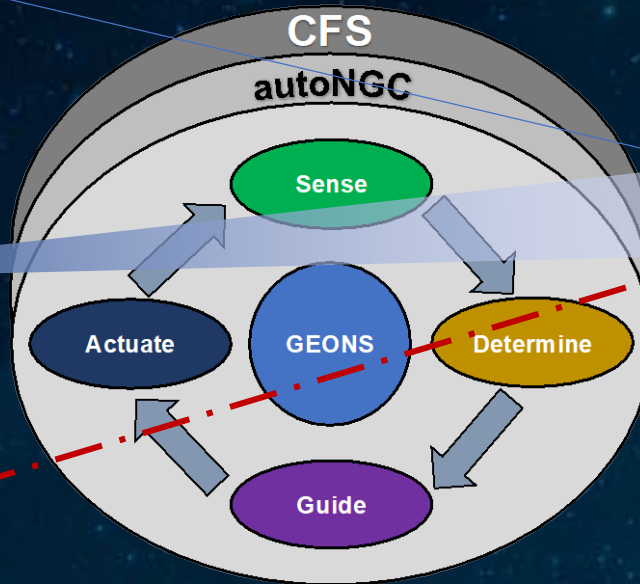 CFS
autoNGC
Sense
Actuate
GEONS
Determine
Guide